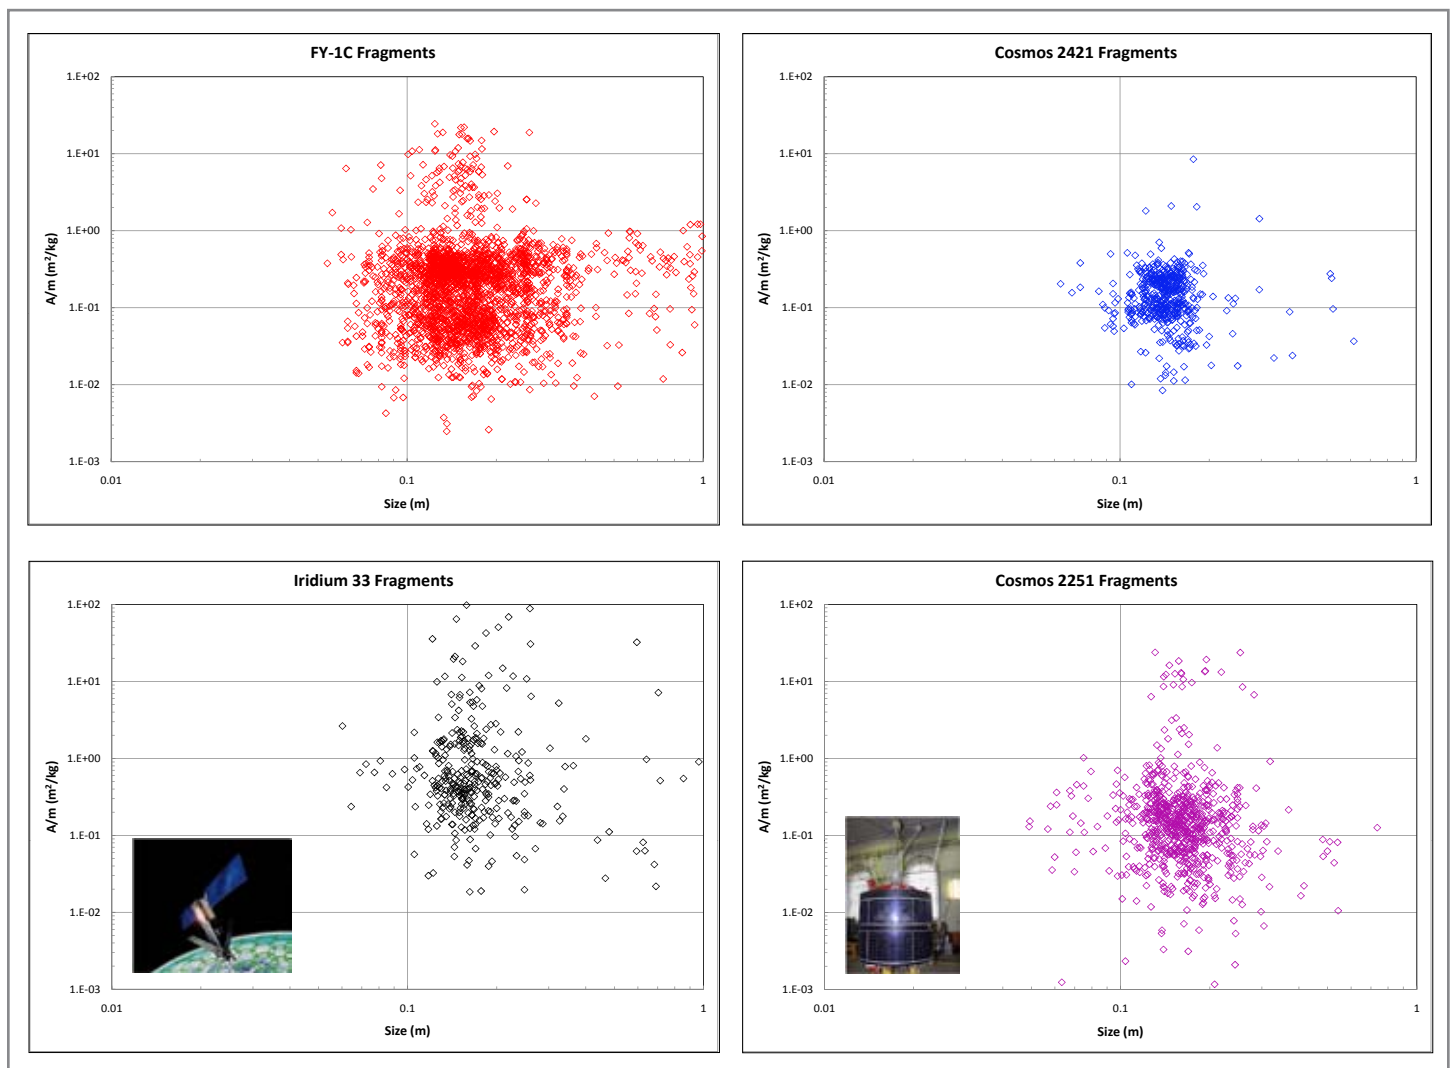 FY-1C Fragments
1.E+02
1.E+01
1.E+00
1.E-01
1.E-02
1.E-03
A/m (m²/kg)
0.01 0.1 1
Size (m)
Cosmos 2421 Fragments
1.E+02
1.E+01
1.E+00
1.E-01
1.E-02
1.E-03
A/m (m²/kg)
0.01 0.1 1
Size (m)
Iridium 33 Fragments
1.E+02
1.E+01
1.E+00
1.E-01
1.E-02
1.E-03
A/m (m²/kg)
0.01 0.1 1
Size (m)
Cosmos 2251 Fragments
1.E+02
1.E+01
1.E+00
1.E-01
1.E-02
1.E-03
A/m (m²/kg)
0.01 0.1 1
Size (m)